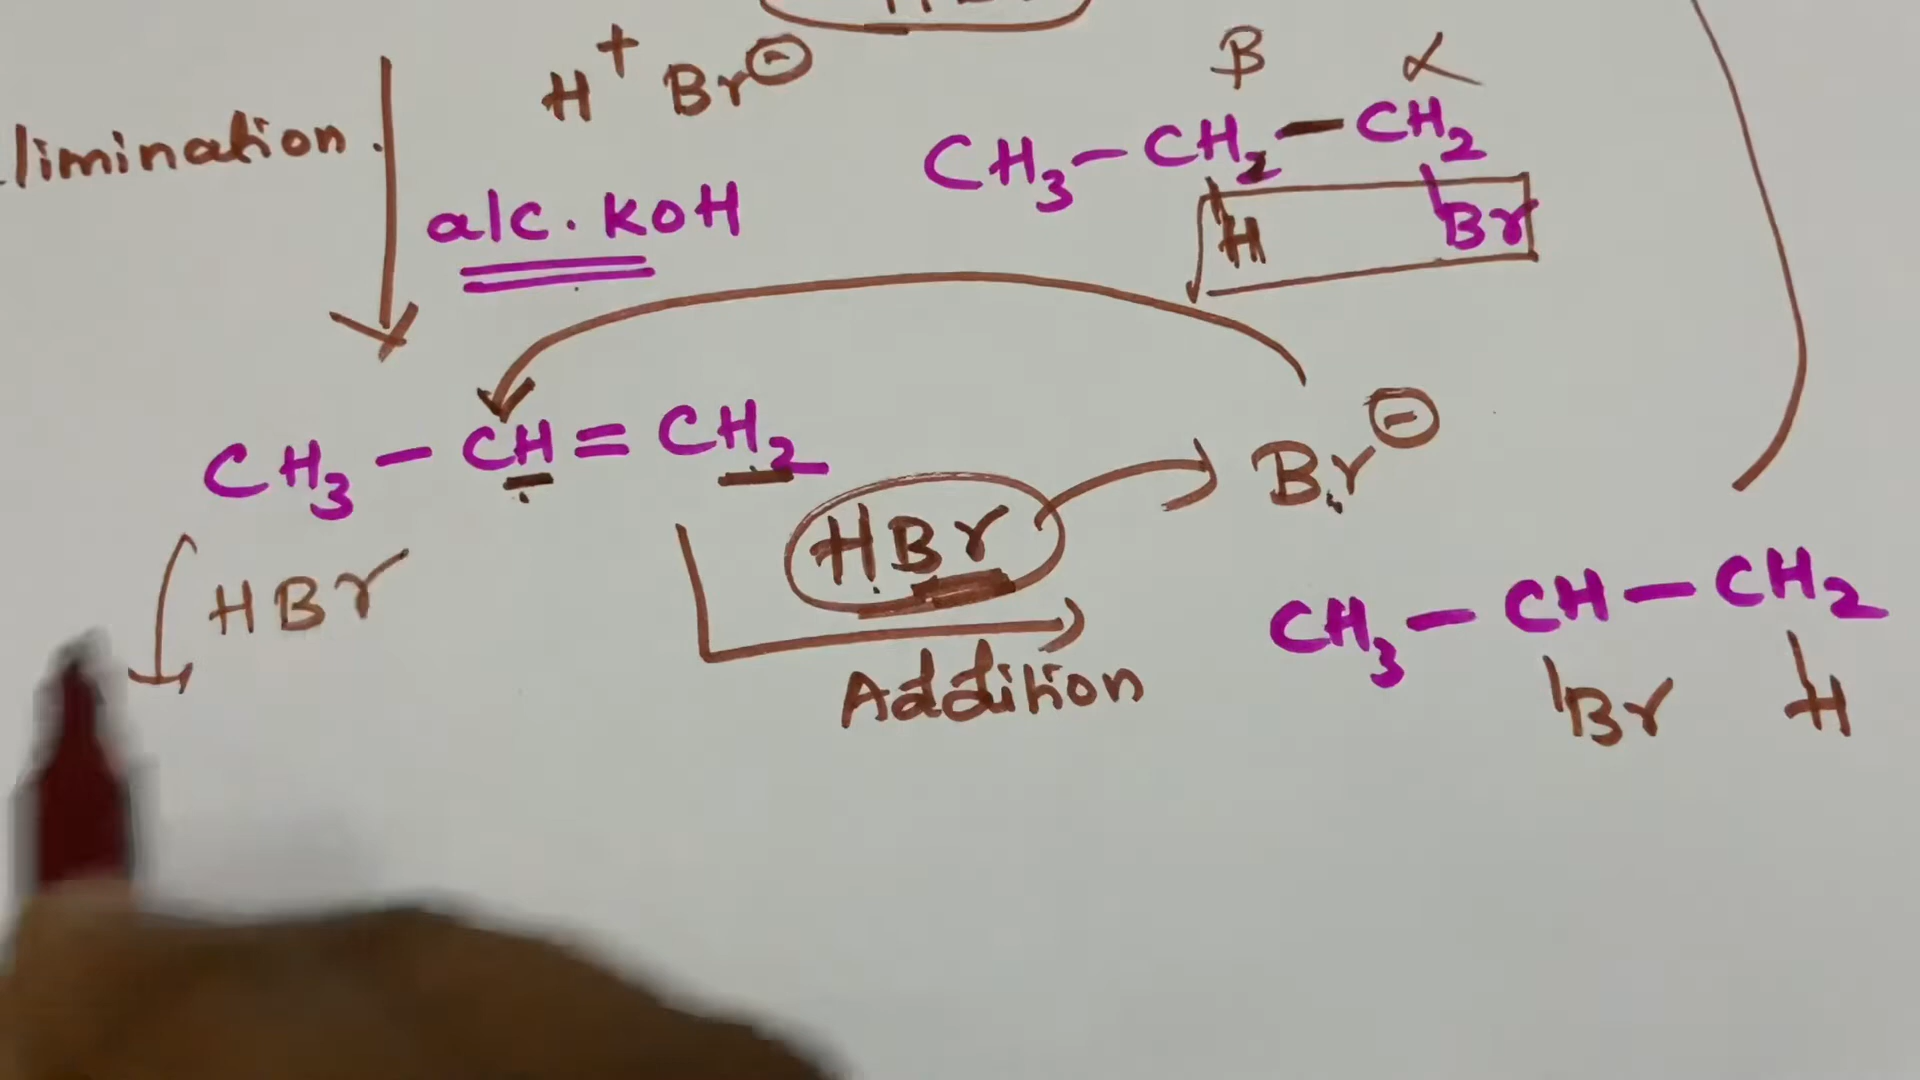 H⁺ Br⊖
β α
limination.
CH₃–CH₂–CH₂
alc. KOH
H Br
CH₃–CH=CH₂
Br⊖
HBr
HBr
CH₃–CH–CH₂
Addition
Br H